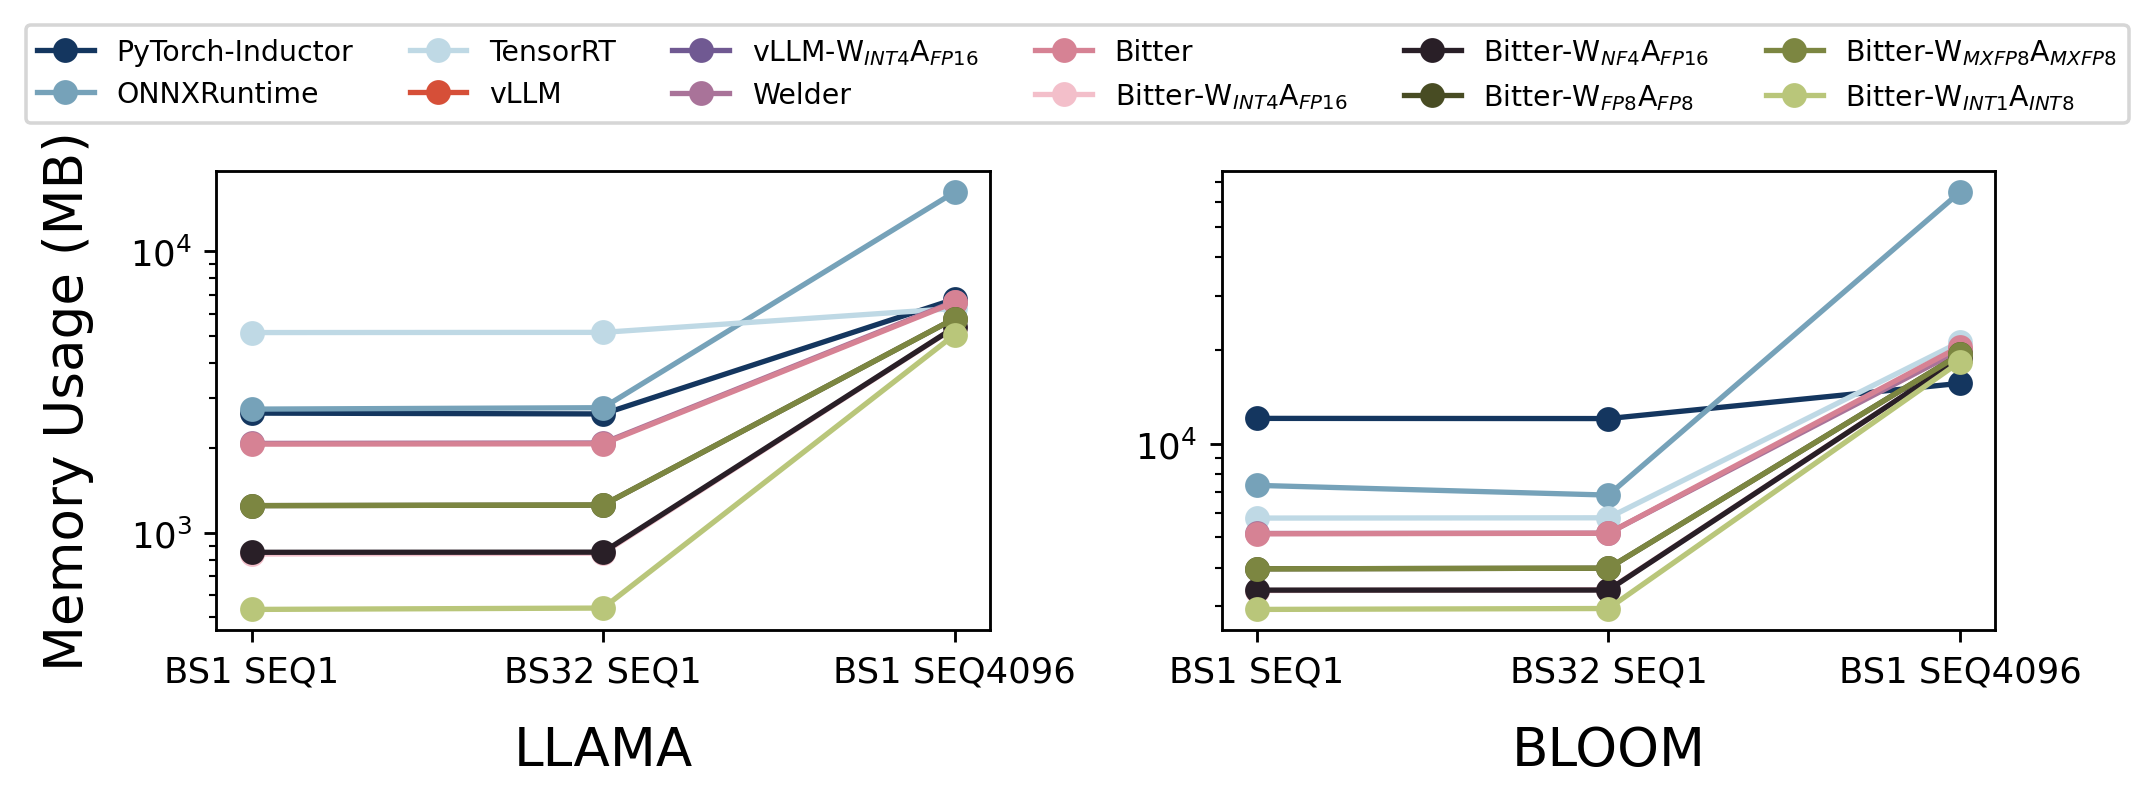 PyTorch-Inductor TensorRT vLLM-W_INT4A_FP16 Bitter Bitter-W_NF4A_FP16 Bitter-W_MXFP8A_MXFP8
ONNXRuntime vLLM Welder Bitter-W_INT4A_FP16 Bitter-W_FP8A_FP8 Bitter-W_INT1A_INT8
Memory Usage (MB)
10^4
10^3
BS1 SEQ1 BS32 SEQ1 BS1 SEQ4096
LLAMA
10^4
BS1 SEQ1 BS32 SEQ1 BS1 SEQ4096
BLOOM